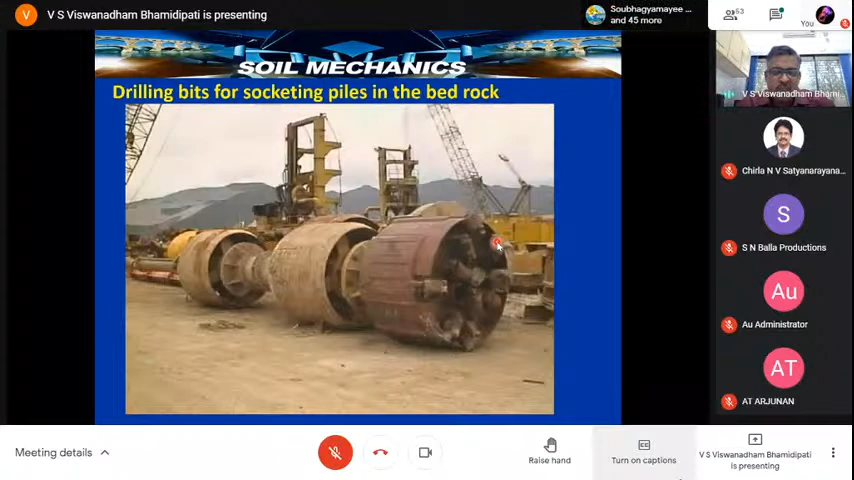 V
V S Viswanadham Bhamidipati is presenting
Soubhagyamayee ...
and 45 more
53
You
SOIL MECHANICS
Drilling bits for socketing piles in the bed rock
V S Viswanadham Bhami...
Chirla N V Satyanarayana...
S
S N Balla Productions
Au
Au Administrator
AT
AT ARJUNAN
Meeting details
Raise hand
Turn on captions
V S Viswanadham Bhamidipati
is presenting